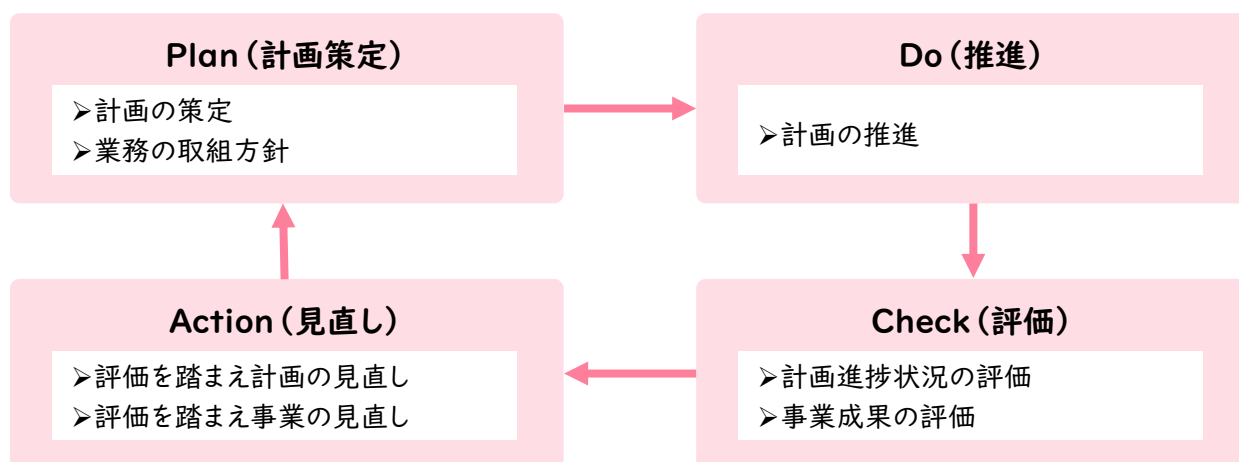 Plan（計画策定）
➢計画の策定
➢業務の取組方針
Do（推進）
➢計画の推進
Action（見直し）
➢評価を踏まえ計画の見直し
➢評価を踏まえ事業の見直し
Check（評価）
➢計画進捗状況の評価
➢事業成果の評価